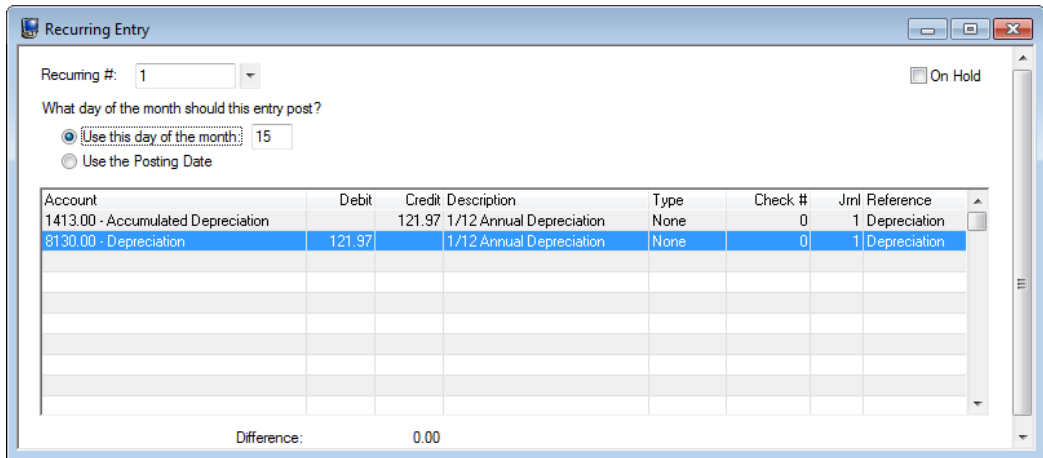 Recurring Entry
Recurring #: 1 On Hold
What day of the month should this entry post?
Use this day of the month: 15
Use the Posting Date
Account Debit Credit Description Type Check # Jrnl Reference
1413.00 - Accumulated Depreciation 121.97 1/12 Annual Depreciation None 0 1 Depreciation
8130.00 - Depreciation 121.97 1/12 Annual Depreciation None 0 1 Depreciation
Difference: 0.00